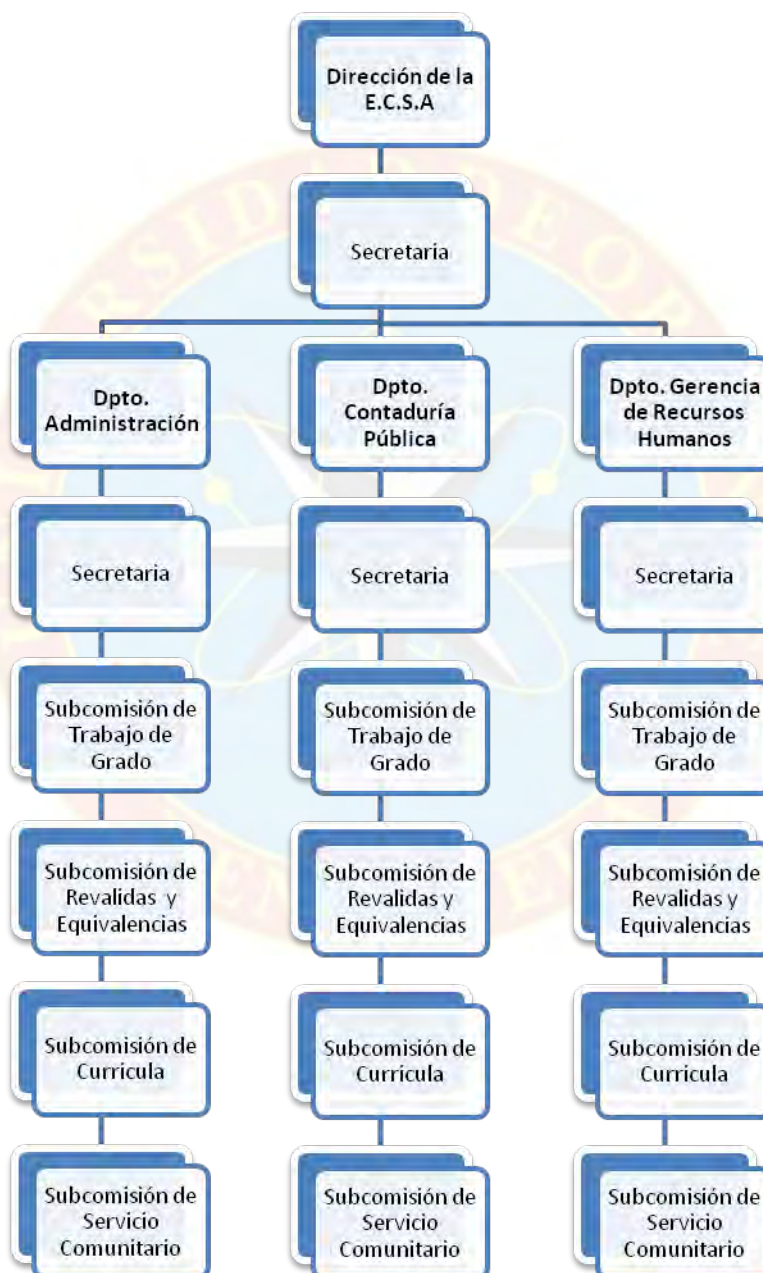 Dirección de la
E.C.S.A
Secretaria
Dpto.
Administración
Dpto.
Contaduría
Pública
Dpto. Gerencia
de Recursos
Humanos
Secretaria
Secretaria
Secretaria
Subcomisión de
Trabajo de
Grado
Subcomisión de
Trabajo de
Grado
Subcomisión de
Trabajo de
Grado
Subcomisión de
Revalidas y
Equivalencias
Subcomisión de
Revalidas y
Equivalencias
Subcomisión de
Revalidas y
Equivalencias
Subcomisión de
Currícula
Subcomisión de
Currícula
Subcomisión de
Currícula
Subcomisión de
Servicio
Comunitario
Subcomisión de
Servicio
Comunitario
Subcomisión de
Servicio
Comunitario